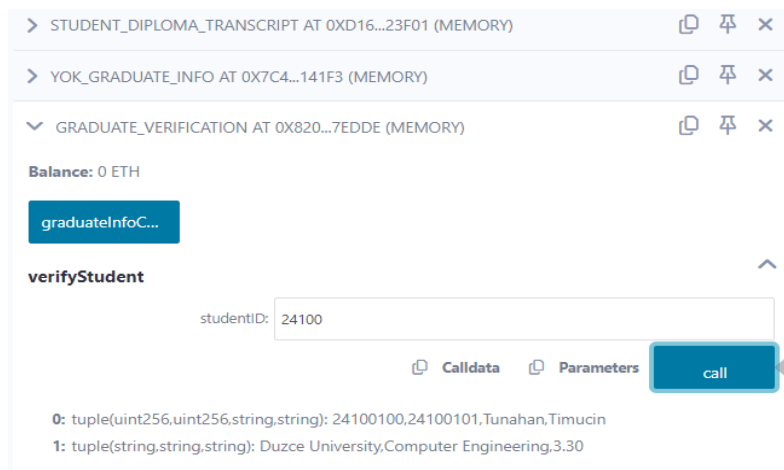 STUDENT_DIPLOMA_TRANSCRIPT AT 0XD16...23F01 (MEMORY)
YOK_GRADUATE_INFO AT 0X7C4...141F3 (MEMORY)
GRADUATE_VERIFICATION AT 0X820...7EDDE (MEMORY)
Balance: 0 ETH
graduateInfoC...
verifyStudent
studentID: 24100
Calldata Parameters call
0: tuple(uint256,uint256,string,string): 24100100,24100101,Tunahan,Timucin
1: tuple(string,string,string): Duzce University,Computer Engineering,3.30